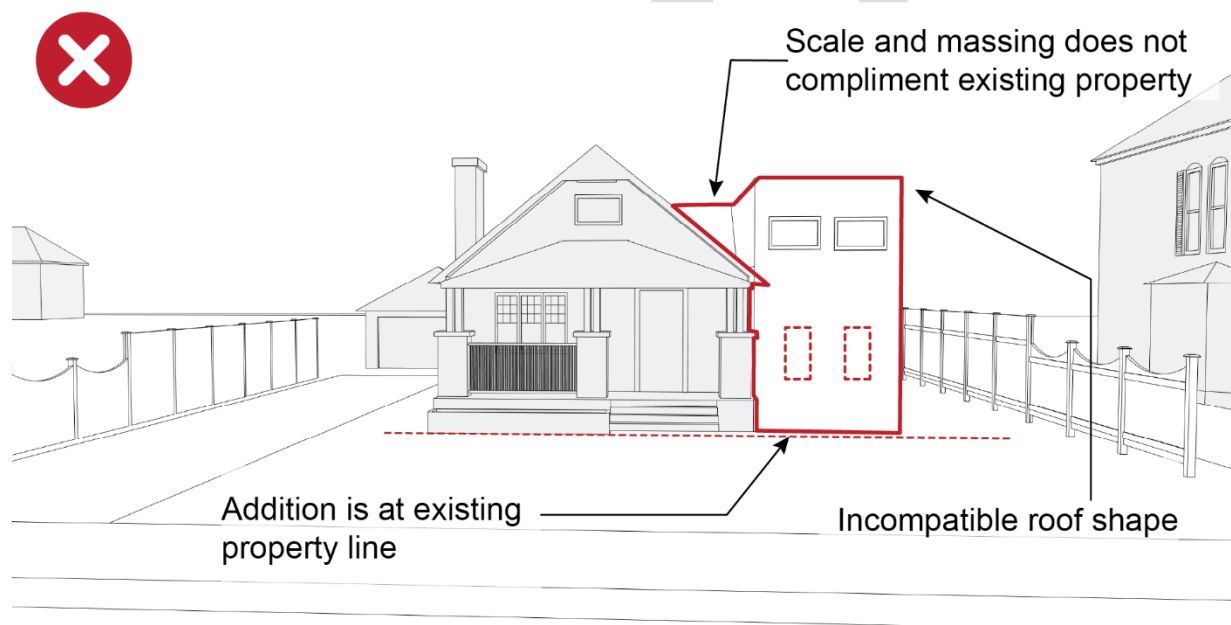 Scale and massing does not
compliment existing property
Addition is at existing
property line
Incompatible roof shape